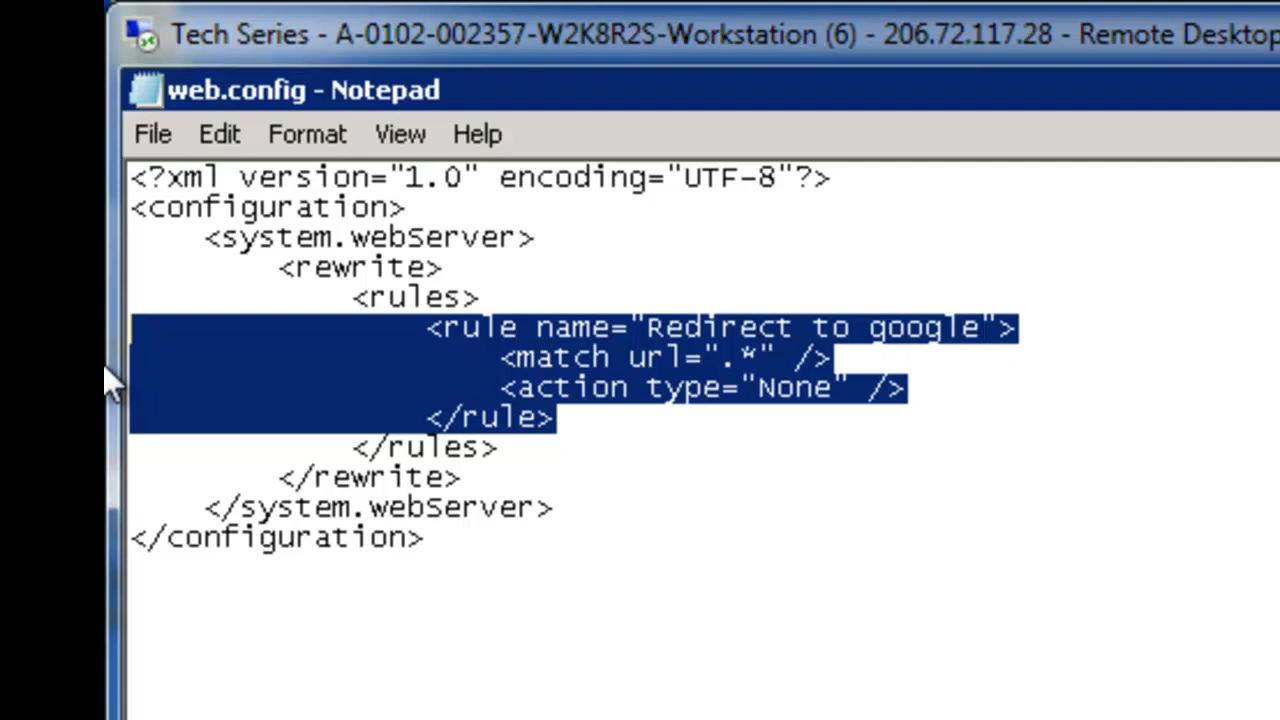 Tech Series - A-0102-002357-W2K8R2S-Workstation (6) - 206.72.117.28 - Remote Desktop
web.config - Notepad
File Edit Format View Help
<?xml version="1.0" encoding="UTF-8"?>
<configuration>
    <system.webServer>
        <rewrite>
            <rules>
                <rule name="Redirect to google">
                    <match url=".*" />
                    <action type="None" />
                </rule>
            </rules>
        </rewrite>
    </system.webServer>
</configuration>